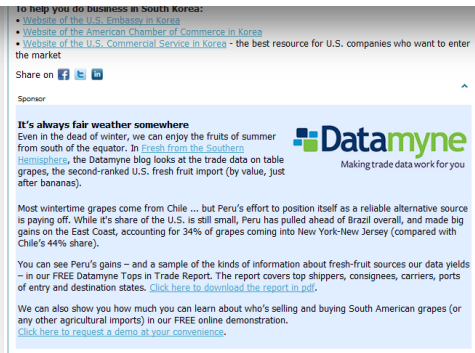 To help you do business in South Korea:
• Website of the U.S. Embassy in Korea
• Website of the American Chamber of Commerce in Korea
• Website of the U.S. Commercial Service in Korea - the best resource for U.S. companies who want to enter
the market
Share on
Sponsor
It's always fair weather somewhere
Even in the dead of winter, we can enjoy the fruits of summer
from south of the equator. In Fresh from the Southern
Hemisphere, the Datamyne blog looks at the trade data on table
grapes, the second-ranked U.S. fresh fruit import (by value, just
after bananas).
Datamyne
Making trade data work for you
Most wintertime grapes come from Chile ... but Peru's effort to position itself as a reliable alternative source
is paying off. While it's share of the U.S. is still small, Peru has pulled ahead of Brazil overall, and made big
gains on the East Coast, accounting for 34% of grapes coming into New York-New Jersey (compared with
Chile's 44% share).
You can see Peru's gains – and a sample of the kinds of information about fresh-fruit sources our data yields
– in our FREE Datamyne Tops in Trade Report. The report covers top shippers, consignees, carriers, ports
of entry and destination states. Click here to download the report in pdf.
We can also show you how much you can learn about who's selling and buying South American grapes (or
any other agricultural imports) in our FREE online demonstration.
Click here to request a demo at your convenience.